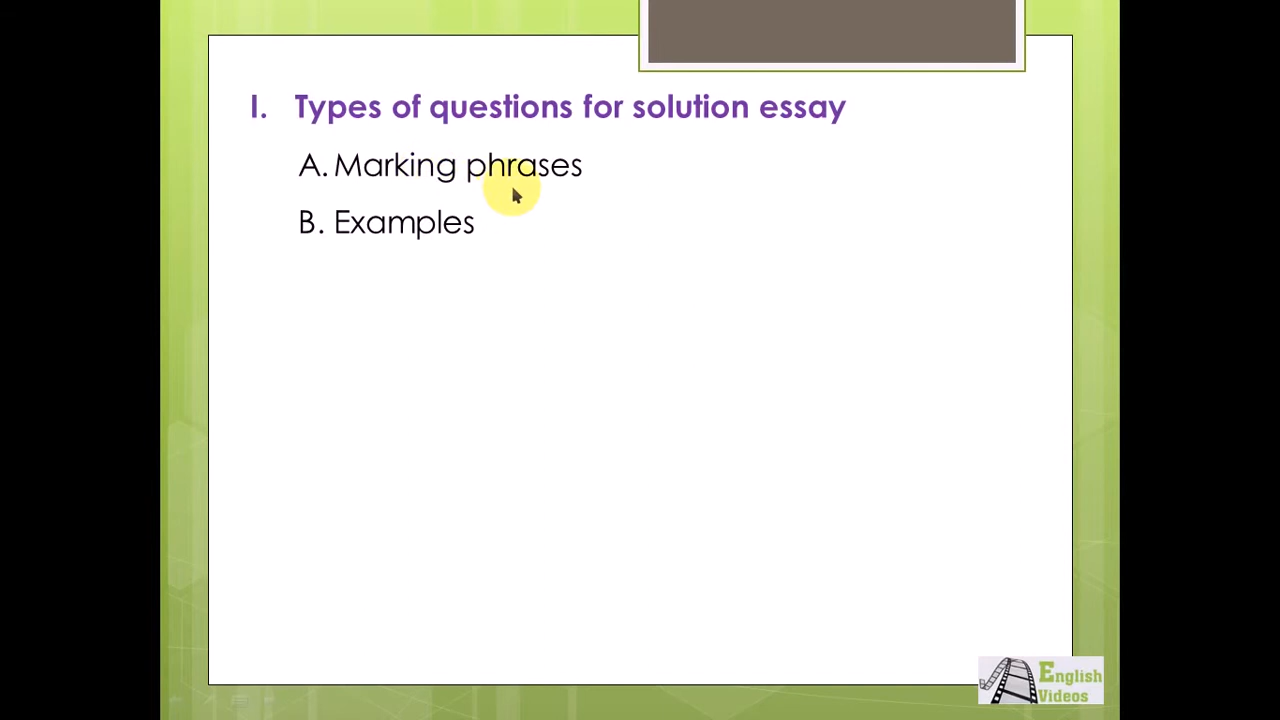 I. Types of questions for solution essay
A. Marking phrases
B. Examples
English
Videos